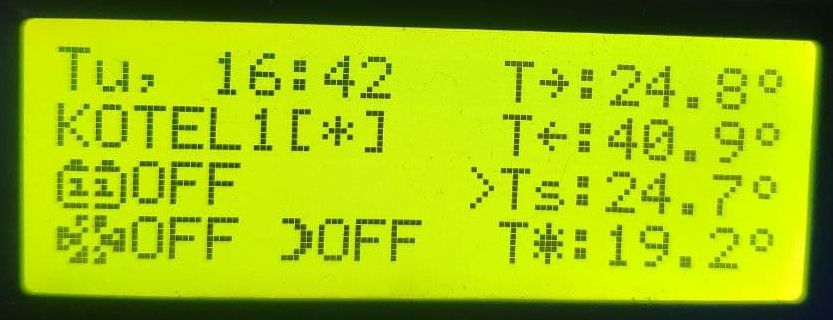 Tu, 16:42 T→:24.8°
KOTEL1[*] T←:40.9°
OFF >Ts:24.7°
OFF OFF T☀:19.2°